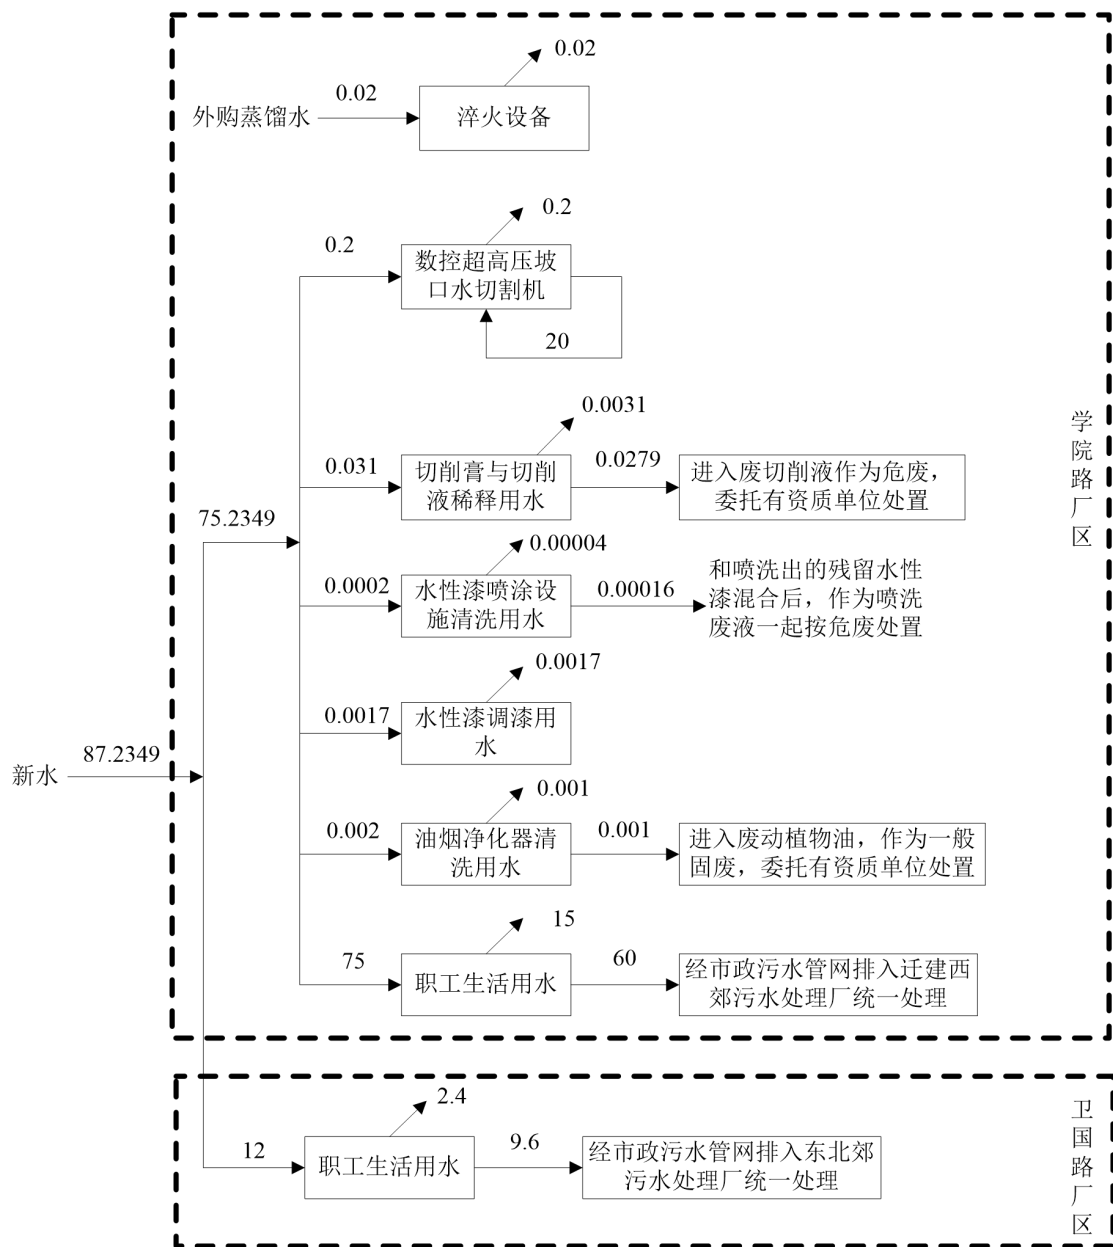 0.02
0.02
外购蒸馏水
淬火设备
0.2
0.2
数控超高压坡
口水切割机
20
0.0031
0.031
切削膏与切削
液稀释用水
0.0279
进入废切削液作为危废，
委托有资质单位处置
学院路厂区
75.2349
0.00004
0.0002
水性漆喷涂设
施清洗用水
0.00016
和喷洗出的残留水性
漆混合后，作为喷洗
废液一起按危废处置
0.0017
0.0017
水性漆调漆用
水
新水
87.2349
0.001
0.002
油烟净化器清
洗用水
0.001
进入废动植物油，作为一般
固废，委托有资质单位处置
15
75
职工生活用水
60
经市政污水管网排入迁建西
郊污水处理厂统一处理
2.4
12
职工生活用水
9.6
经市政污水管网排入东北郊
污水处理厂统一处理
卫国路厂区